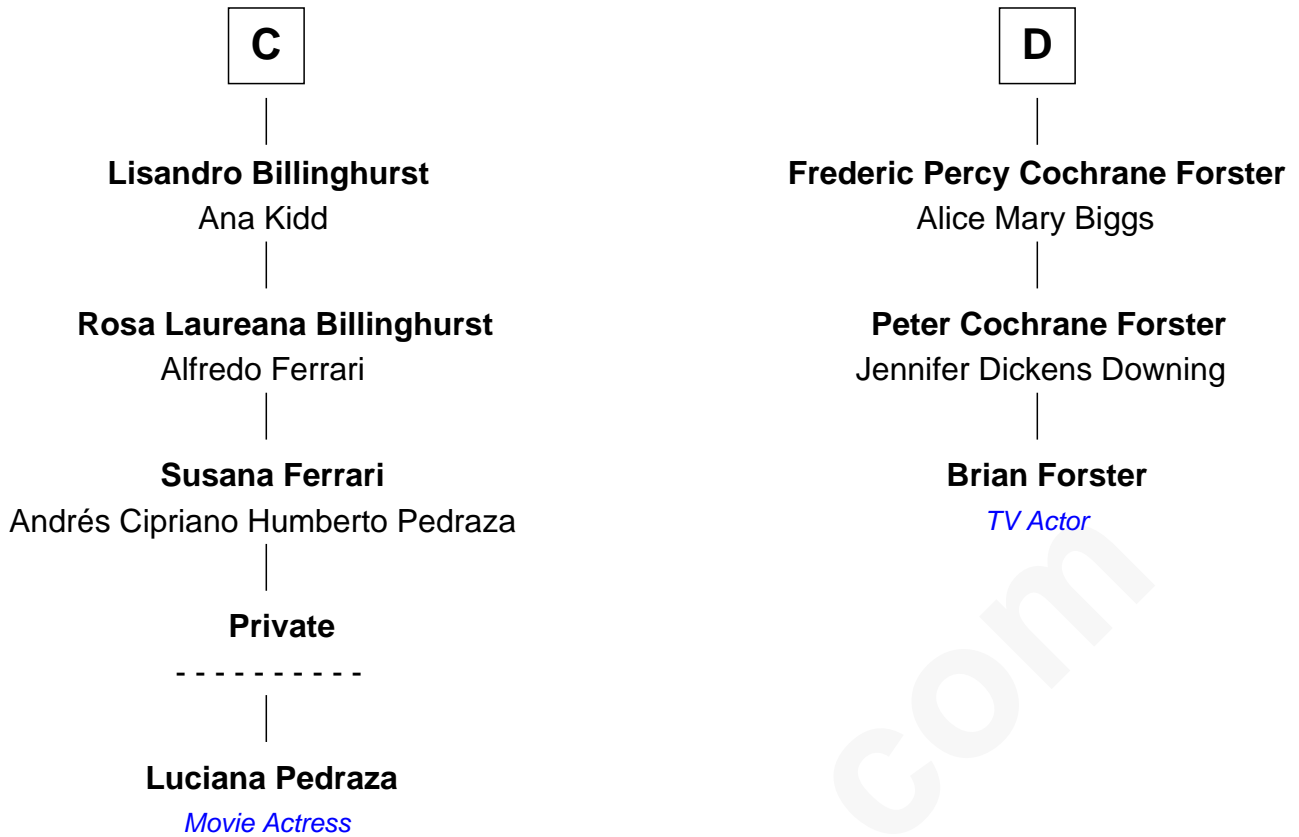 C
Lisandro Billinghurst
Ana Kidd
Rosa Laureana Billinghurst
Alfredo Ferrari
Susana Ferrari
Andrés Cipriano Humberto Pedraza
Private
- - - - - - - - - -
Luciana Pedraza
Movie Actress
D
Frederic Percy Cochrane Forster
Alice Mary Biggs
Peter Cochrane Forster
Jennifer Dickens Downing
Brian Forster
TV Actor
com